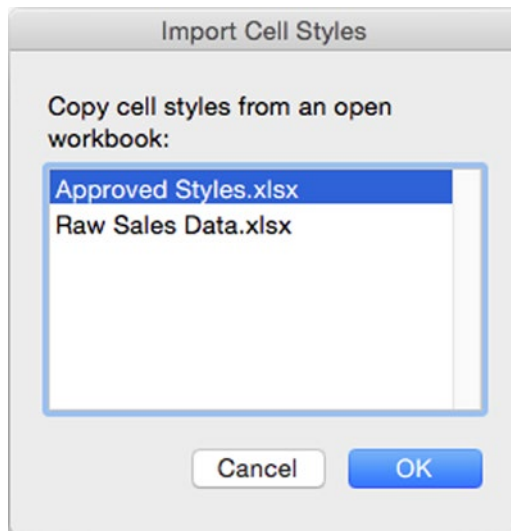 Import Cell Styles
Copy cell styles from an open
workbook:
Approved Styles.xlsx
Raw Sales Data.xlsx
Cancel
OK